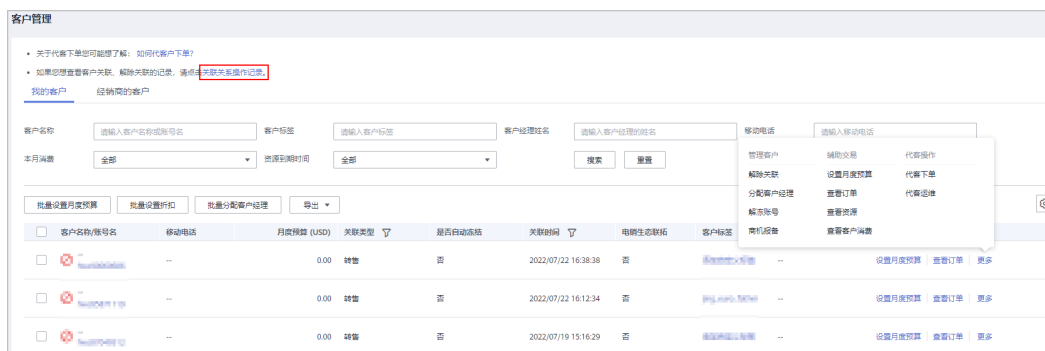 客户管理
• 关于代客下单您可能想了解： 如何代客户下单?
• 如果您想查看客户关联、解除关联的记录，请点击关联关系操作记录。
我的客户 经销商的客户
客户名称 请输入客户名称或账号名 客户标签 请输入客户标签 客户经理姓名 请输入客户经理的姓名 移动电话 请输入移动电话
本月消费 全部 资源到期时间 全部 搜索 重置
管理客户 辅助交易 代客操作
解除关联 设置月度预算 代客下单
分配客户经理 查看订单 代客运维
解冻账号 查看资源
商机报备 查看客户消费
批量设置月度预算 批量设置折扣 批量分配客户经理 导出
客户名称/账号名 移动电话 月度预算 (USD) 关联类型 是否自动冻结 关联时间 电销生态联拓 客户标签
-- -- 0.00 转售 否 2022/07/22 16:38:38 否 -- 设置月度预算 查看订单 更多
-- -- 0.00 转售 否 2022/07/22 16:12:34 否 -- 设置月度预算 查看订单 更多
-- -- 0.00 转售 否 2022/07/19 15:16:29 否 -- 设置月度预算 查看订单 更多